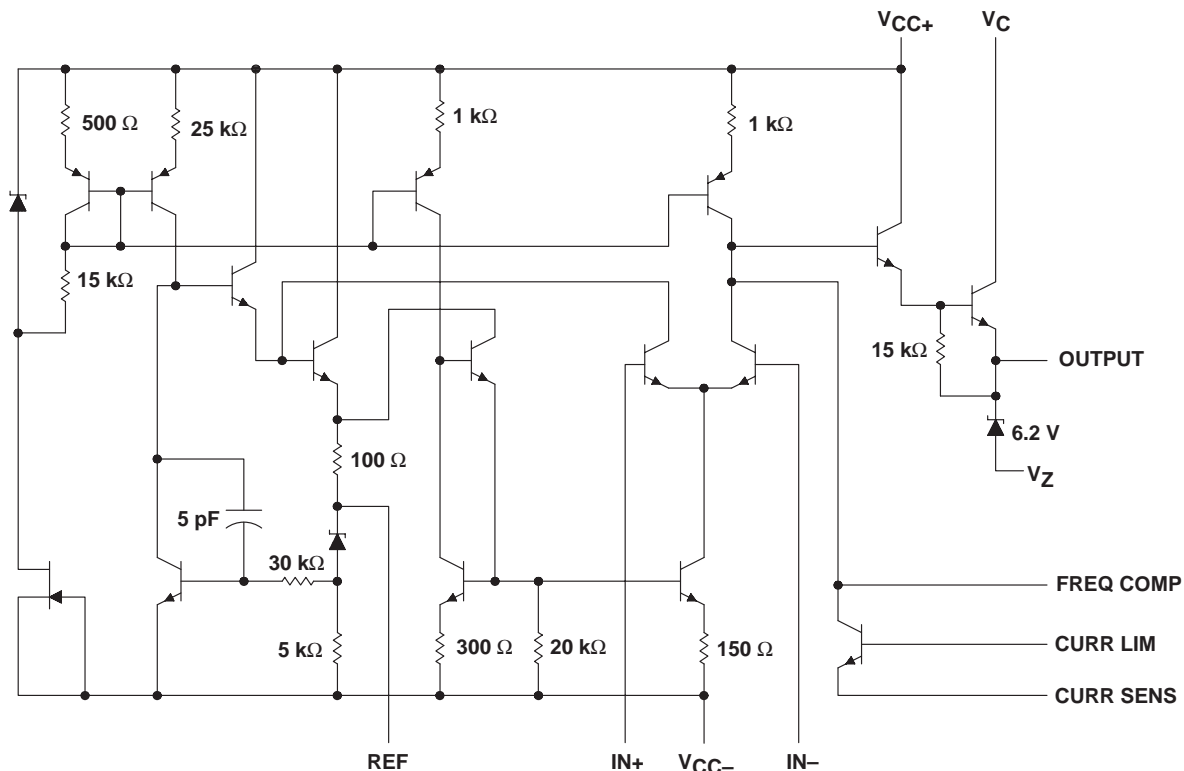 VCC+
VC
500 Ω
25 kΩ
1 kΩ
1 kΩ
15 kΩ
15 kΩ
OUTPUT
6.2 V
VZ
100 Ω
5 pF
30 kΩ
FREQ COMP
5 kΩ
300 Ω
20 kΩ
150 Ω
CURR LIM
CURR SENS
REF
IN+
VCC–
IN–